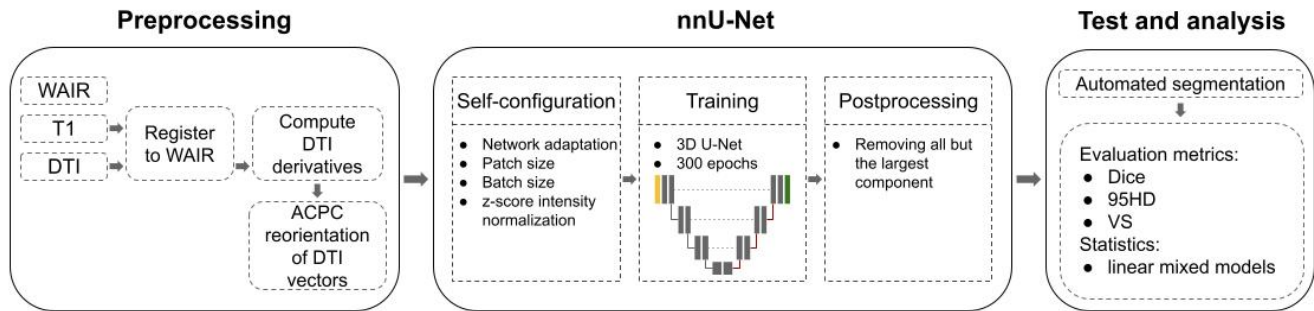 Preprocessing
WAIR
T1
DTI
Register
to WAIR
Compute
DTI
derivatives
ACPC
reorientation
of DTI
vectors
nnU-Net
Self-configuration
● Network adaptation
● Patch size
● Batch size
● z-score intensity
normalization
Training
● 3D U-Net
● 300 epochs
Postprocessing
● Removing all but
the largest
component
Test and analysis
Automated segmentation
Evaluation metrics:
● Dice
● 95HD
● VS
Statistics:
● linear mixed models